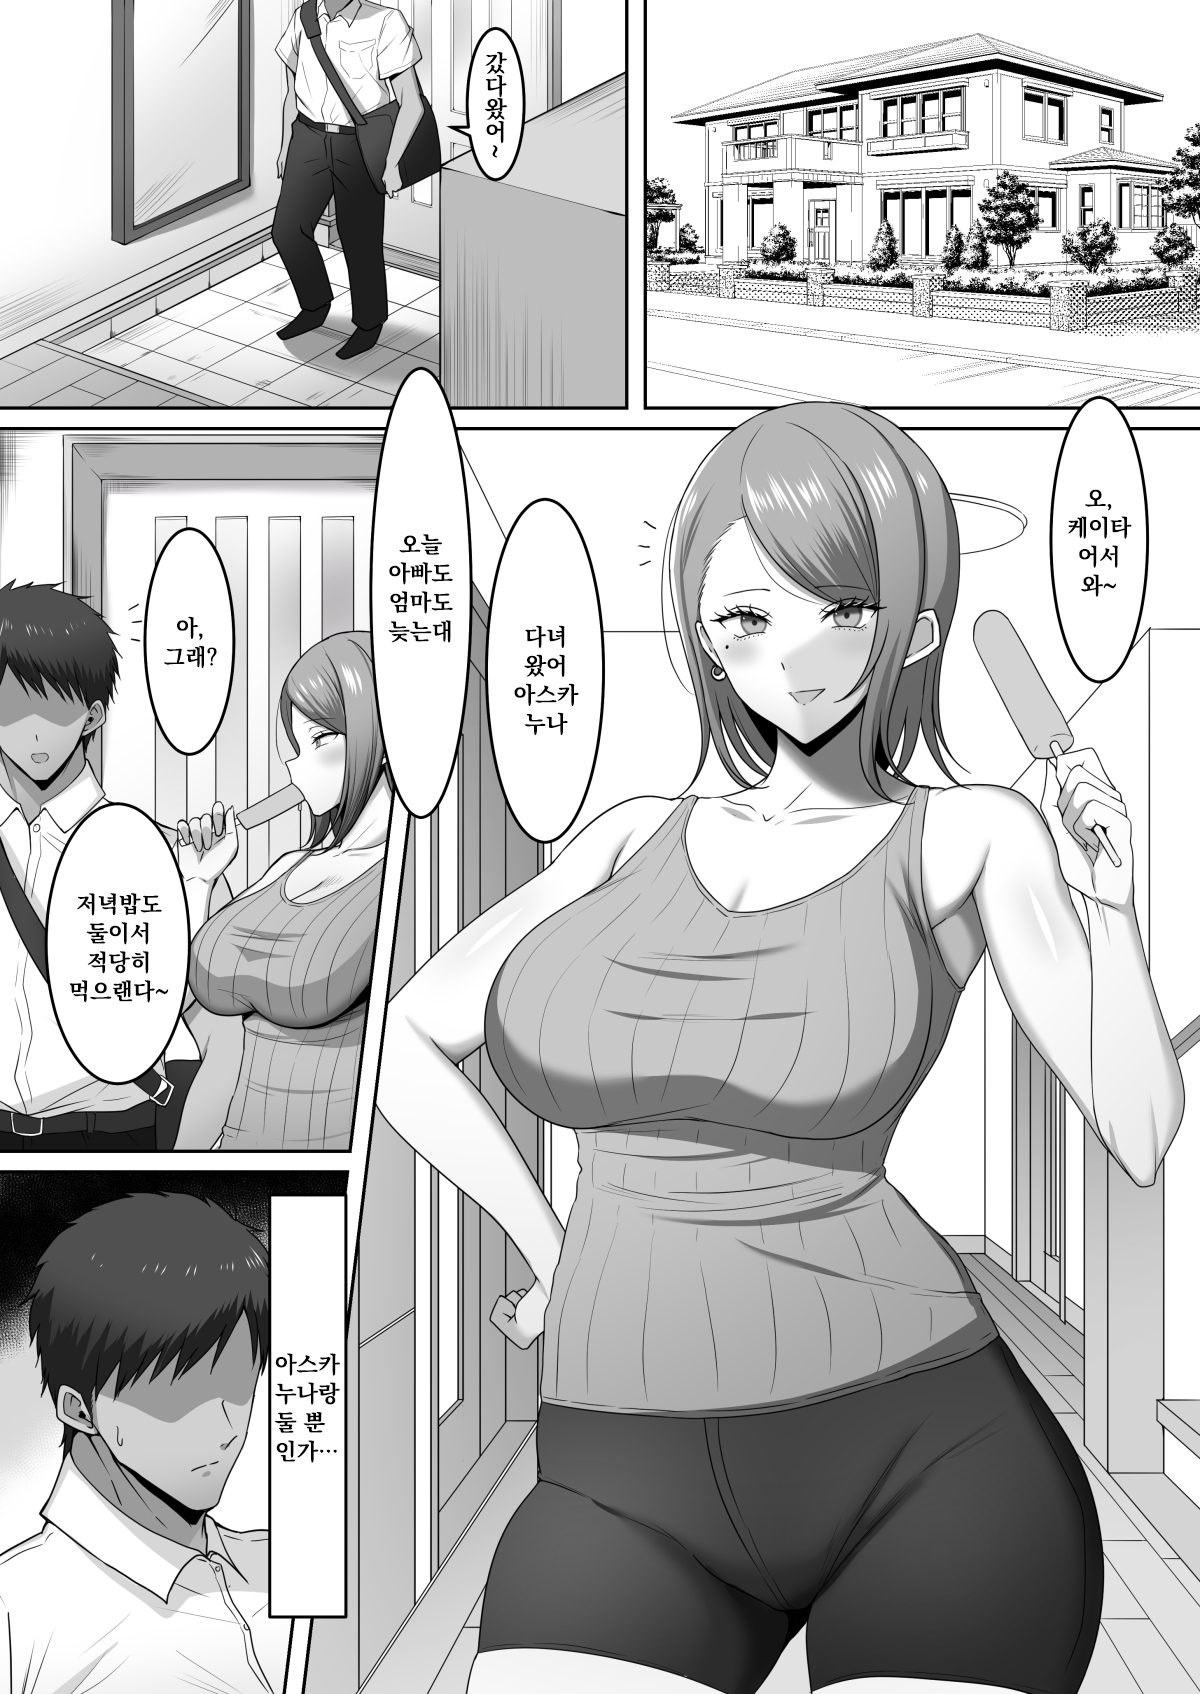 갔다왔어~
오,
케이타
어서
와~
다녀
왔어
아스카
누나
오늘
아빠도
엄마도
늦는대
아,
그래?
저녁밥도
둘이서
적당히
먹으랜다~
아스카
누나랑
둘 뿐
인가…